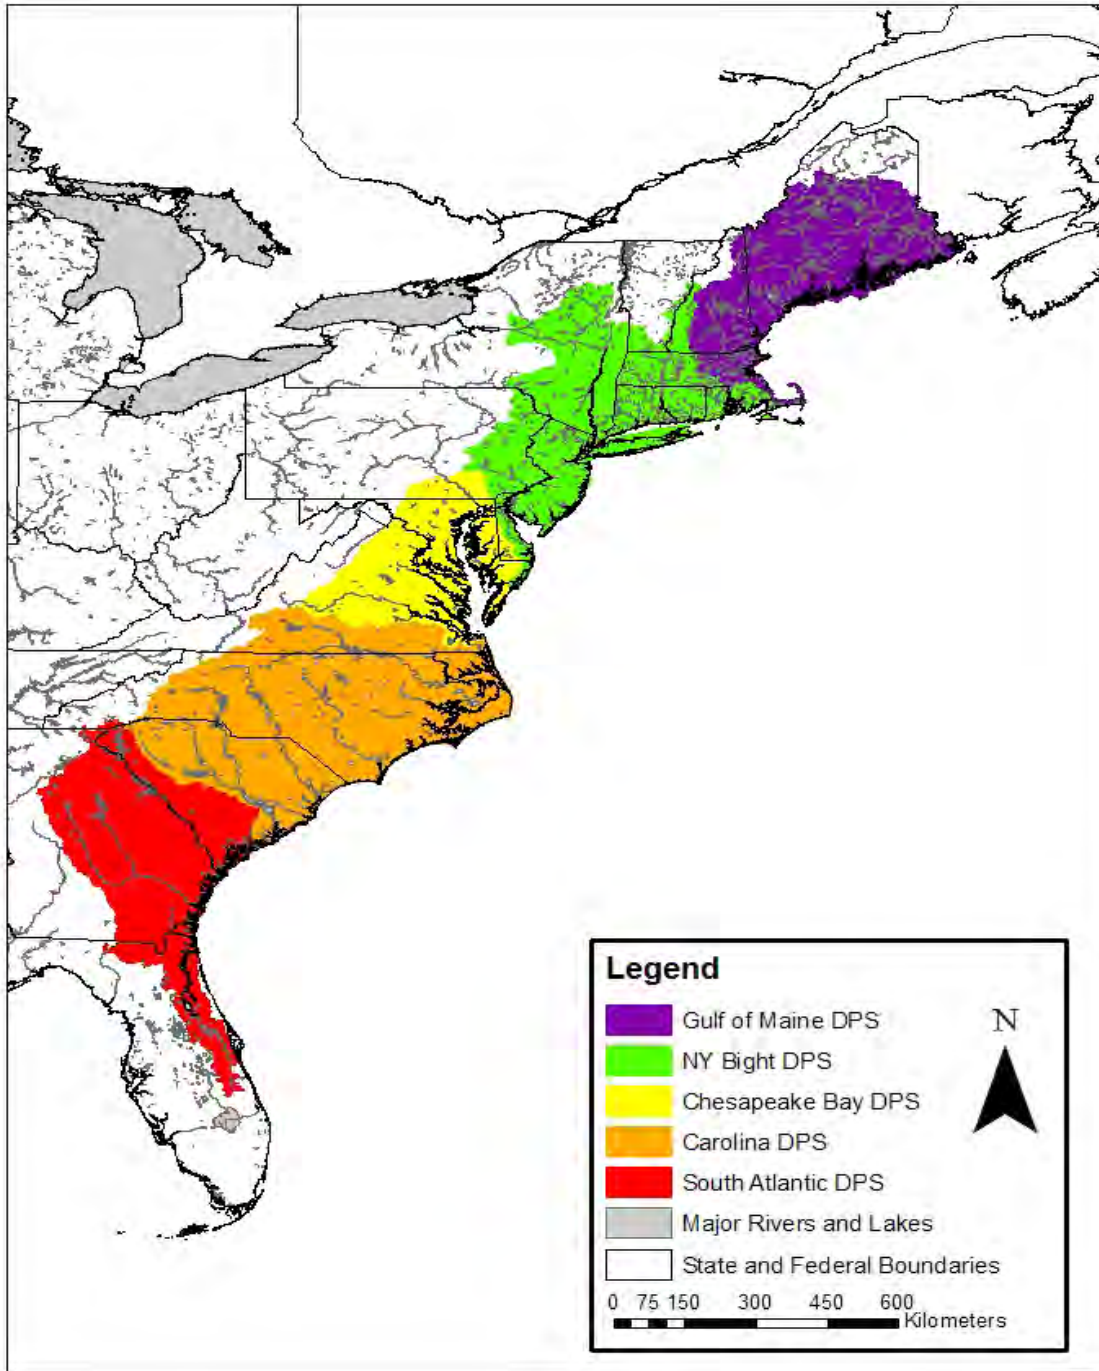 Legend
N
Gulf of Maine DPS
NY Bight DPS
Chesapeake Bay DPS
Carolina DPS
South Atlantic DPS
Major Rivers and Lakes
State and Federal Boundaries
0 75 150 300 450 600
Kilometers